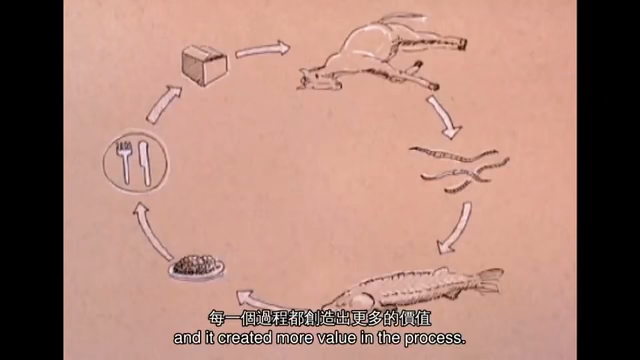 每一個過程都創造出更多的價值
and it created more value in the process.